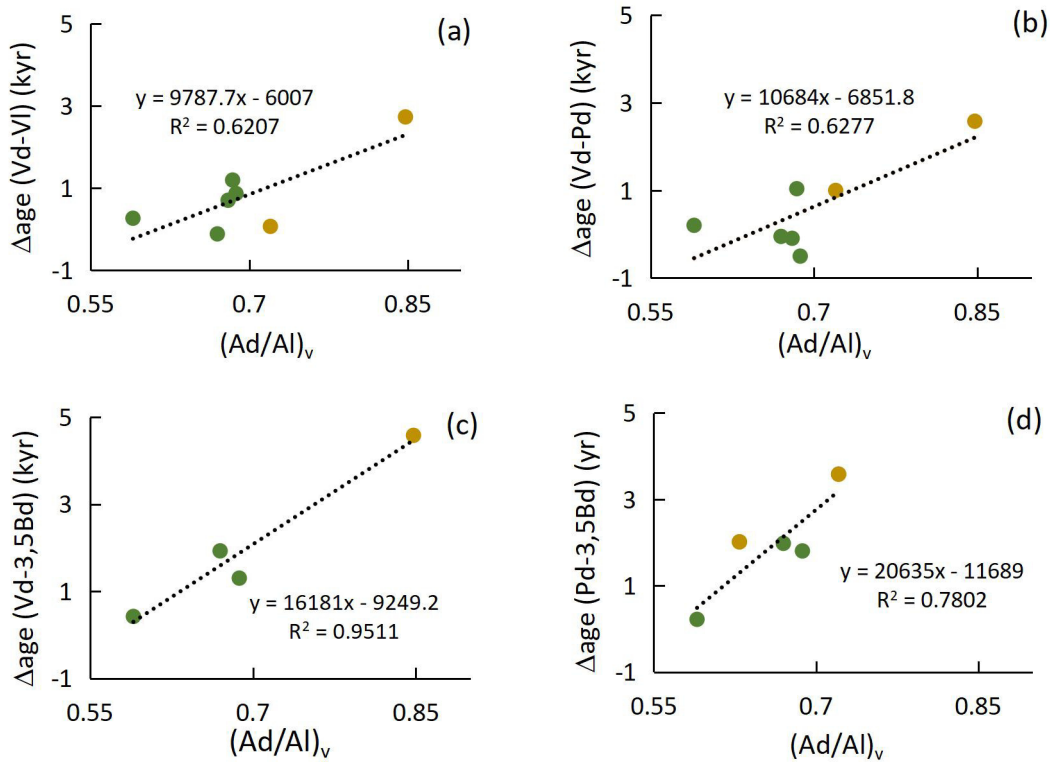 (a)
Δage (Vd-Vl) (kyr)
5
3
1
-1
y = 9787.7x - 6007
R² = 0.6207
0.55 0.7 0.85
(Ad/Al)v
(b)
Δage (Vd-Pd) (kyr)
5
3
1
-1
y = 10684x - 6851.8
R² = 0.6277
0.55 0.7 0.85
(Ad/Al)v
(c)
Δage (Vd-3,5Bd) (kyr)
5
3
1
-1
y = 16181x - 9249.2
R² = 0.9511
0.55 0.7 0.85
(Ad/Al)v
(d)
Δage (Pd-3,5Bd) (yr)
5
3
1
-1
y = 20635x - 11689
R² = 0.7802
0.55 0.7 0.85
(Ad/Al)v